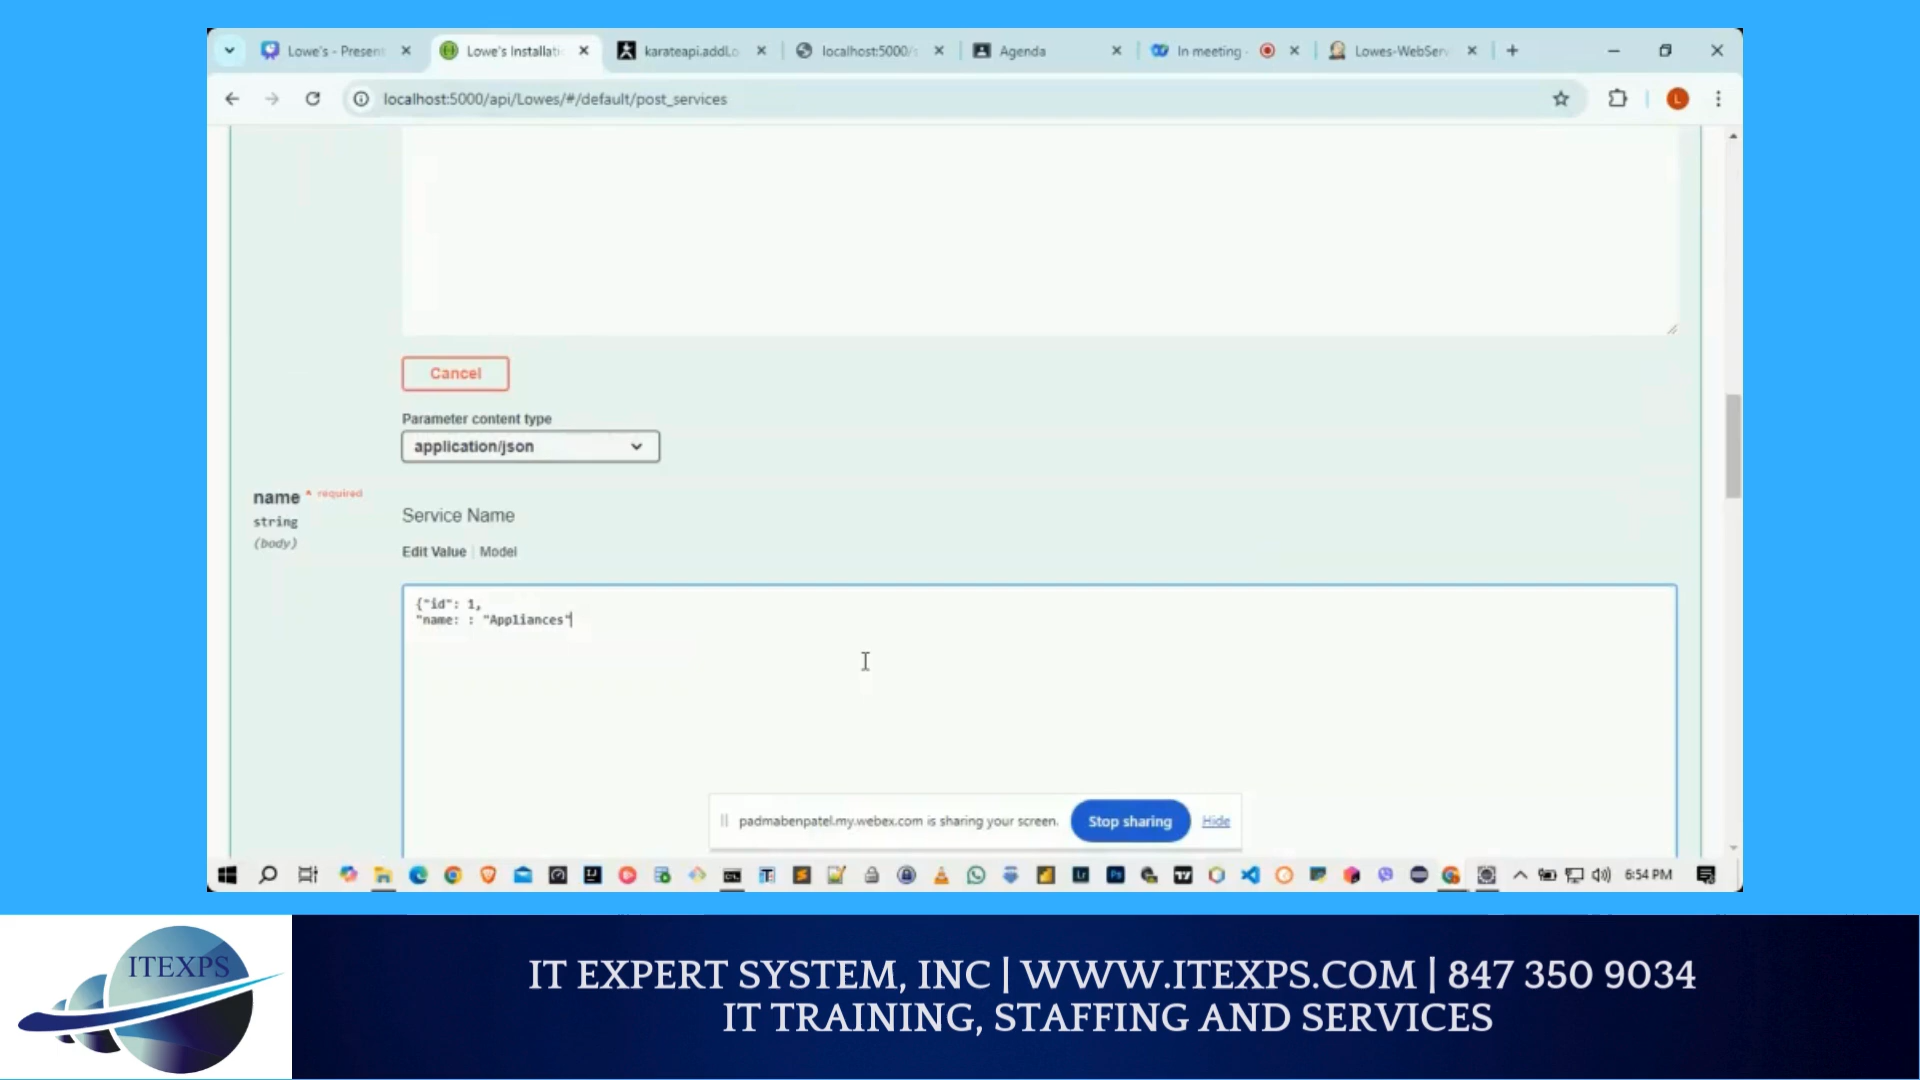 Lowe's - Present
Lowe's Installati
karateapi.addLo
localhost:5000/s
Agenda
In meeting
Lowes-WebServ
localhost:5000/api/Lowes/#/default/post_services
L
Cancel
Parameter content type
application/json
name * required
string
(body)
Service Name
Edit Value | Model
{"id": 1,
"name: : "Appliances"
padmabenpatel.my.webex.com is sharing your screen.
Stop sharing
Hide
6:54 PM
ITEXPS
IT EXPERT SYSTEM, INC | WWW.ITEXPS.COM | 847 350 9034
IT TRAINING, STAFFING AND SERVICES